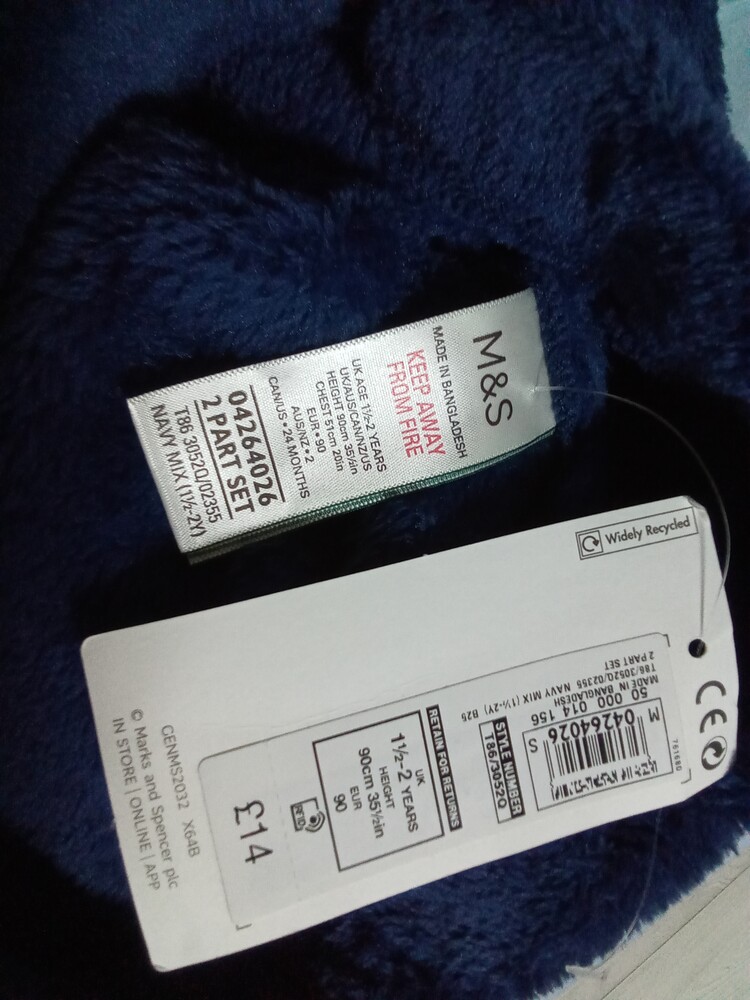 M&S
MADE IN BANGLADESH
KEEP AWAY
FROM FIRE
UK AGE 1½-2 YEARS
UK/AUS/CAN/NZ/US
HEIGHT 90cm 35½in
CHEST 51cm 20in
EUR • 90
AUS/NZ • 2
CAN/US • 24 MONTHS
04264026
2 PART SET
T86 3052Q/02355
NAVY MIX (1½-2Y)
Widely Recycled
CE
761680
M 04264026 S
50 000 014 156
MADE IN BANGLADESH
T86/3052Q/02355 NAVY MIX (1½-2Y) B25
2 PART SET
STYLE NUMBER
T86/3052Q
RETAIN FOR RETURNS
UK
1½-2 YEARS
HEIGHT
90cm 35½in
EUR
90
RFID
£14
GENMS2032 X64B
© Marks and Spencer plc
IN STORE | ONLINE | APP